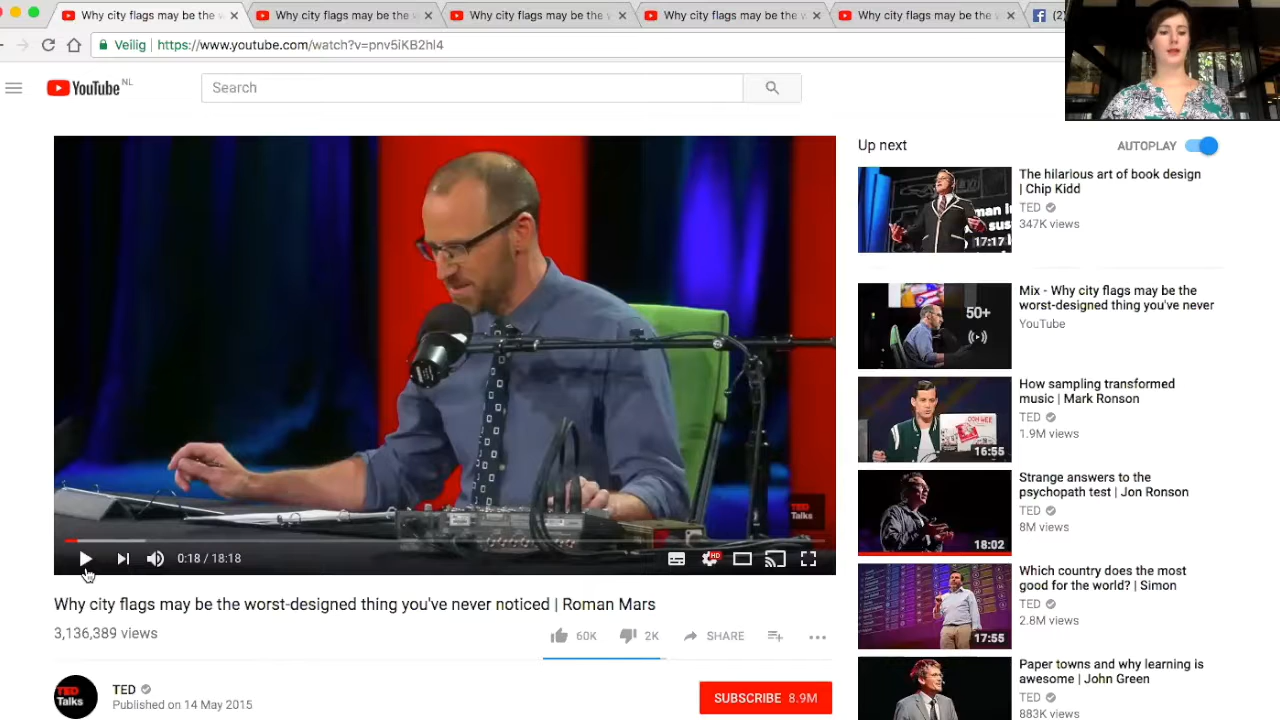 Why city flags may be the w
Why city flags may be the w
Why city flags may be the w
Why city flags may be the w
Why city flags may be the w
Veilig
https://www.youtube.com/watch?v=pnv5iKB2hl4
YouTube NL
Search
Up next
AUTOPLAY
The hilarious art of book design
| Chip Kidd
TED
347K views
17:17
Mix - Why city flags may be the
worst-designed thing you've never
YouTube
50+
How sampling transformed
music | Mark Ronson
TED
1.9M views
16:55
Strange answers to the
psychopath test | Jon Ronson
TED
8M views
18:02
Which country does the most
good for the world? | Simon
TED
2.8M views
17:55
Paper towns and why learning is
awesome | John Green
TED
883K views
TED
Talks
0:18 / 18:18
HD
Why city flags may be the worst-designed thing you've never noticed | Roman Mars
3,136,389 views
60K
2K
SHARE
TED
Talks
TED
Published on 14 May 2015
SUBSCRIBE 8.9M